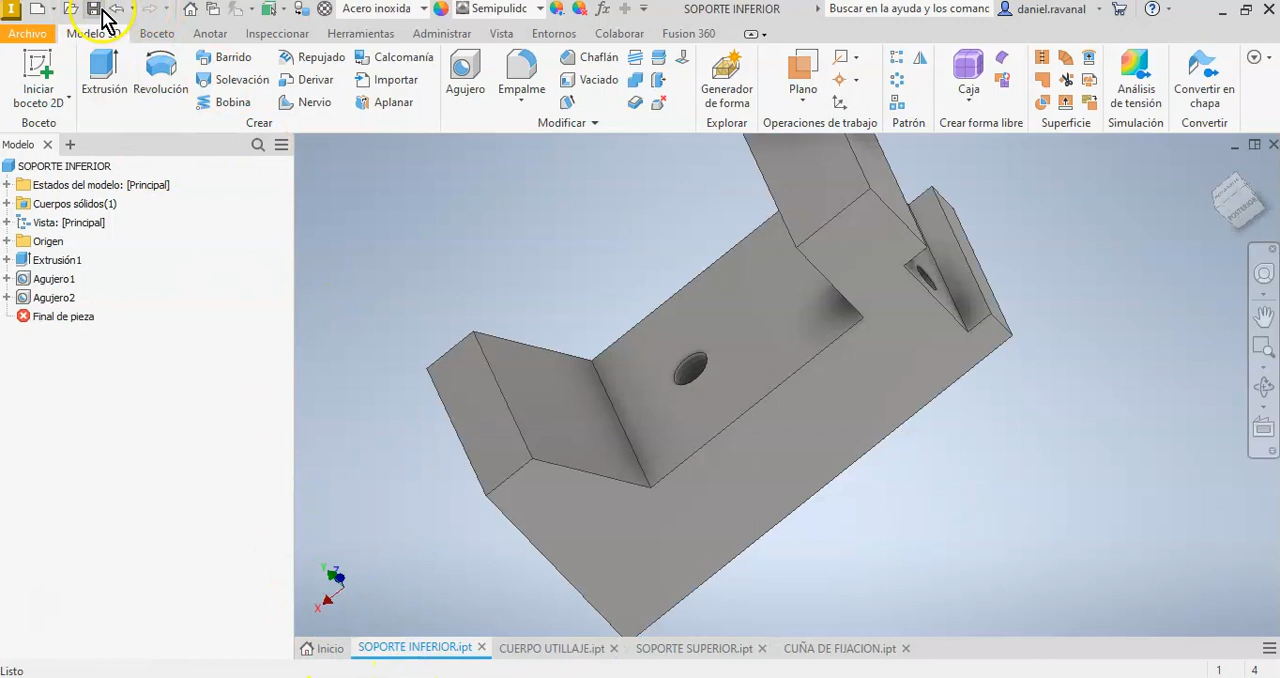 Acero inoxida
Semipulidc
SOPORTE INFERIOR
Buscar en la ayuda y los comanc
daniel.ravanal
Archivo
Boceto
Anotar
Inspeccionar
Herramientas
Administrar
Vista
Entornos
Colaborar
Fusion 360
Iniciar
boceto 2D
Extrusión
Revolución
Barrido
Solevación
Bobina
Repujado
Derivar
Nervio
Calcomanía
Importar
Aplanar
Agujero
Empalme
Chaflán
Vaciado
Generador
de forma
Plano
Caja
Análisis
de tensión
Convertir en
chapa
Boceto
Crear
Modificar
Explorar
Operaciones de trabajo
Patrón
Crear forma libre
Superficie
Simulación
Convertir
Modelo
SOPORTE INFERIOR
Estados del modelo: [Principal]
Cuerpos sólidos(1)
Vista: [Principal]
Origen
Extrusión1
Agujero1
Agujero2
Final de pieza
POSTERIOR
Y
Z
X
Inicio
SOPORTE INFERIOR.ipt
CUERPO UTILLAJE.ipt
SOPORTE SUPERIOR.ipt
CUÑA DE FIJACION.ipt
Listo
1
4